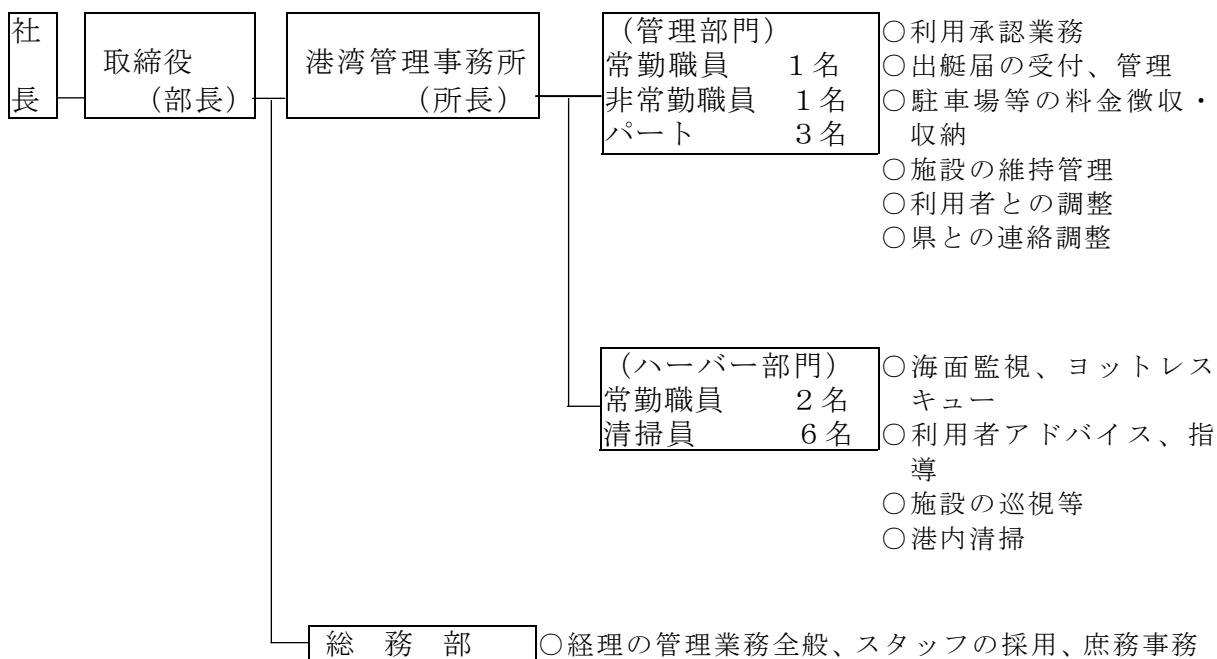 社
長
取締役
（部長）
港湾管理事務所
（所長）
（管理部門）
常勤職員　１名
非常勤職員　１名
パート　３名
○利用承認業務
○出艇届の受付、管理
○駐車場等の料金徴収・
収納
○施設の維持管理
○利用者との調整
○県との連絡調整
（ハーバー部門）
常勤職員　２名
清掃員　６名
○海面監視、ヨットレス
キュー
○利用者アドバイス、指
導
○施設の巡視等
○港内清掃
総　務　部
○経理の管理業務全般、スタッフの採用、庶務事務